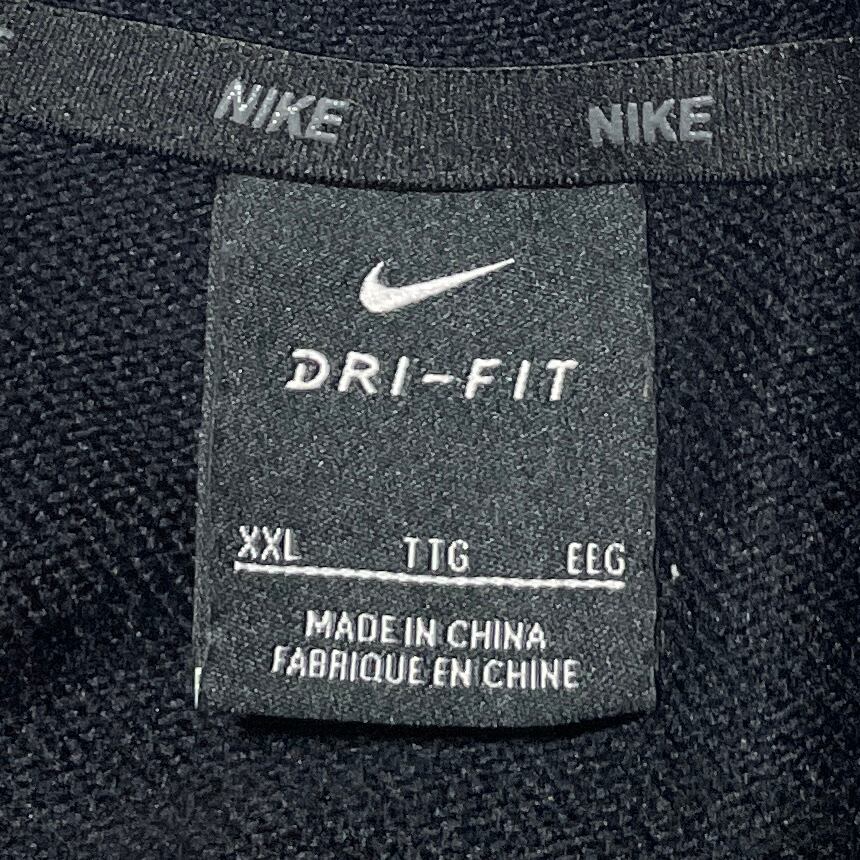 NIKE NIKE
DRI-FIT
XXL TTG EEG
MADE IN CHINA
FABRIQUE EN CHINE